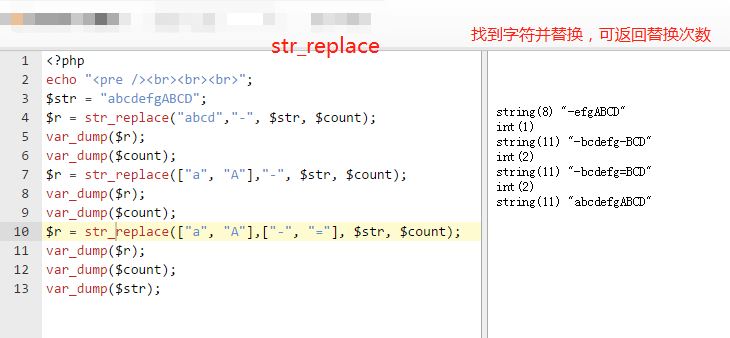 str_replace
找到字符并替换，可返回替换次数
1 <?php
2 echo "<pre /><br><br><br>";
3 $str = "abcdefgABCD";
4 $r = str_replace("abcd","-", $str, $count);
5 var_dump($r);
6 var_dump($count);
7 $r = str_replace(["a", "A"],"-", $str, $count);
8 var_dump($r);
9 var_dump($count);
10 $r = str_replace(["a", "A"],["-", "="], $str, $count);
11 var_dump($r);
12 var_dump($count);
13 var_dump($str);
string(8) "-efgABCD"
int(1)
string(11) "-bcdefg-BCD"
int(2)
string(11) "-bcdefg=BCD"
int(2)
string(11) "abcdefgABCD"